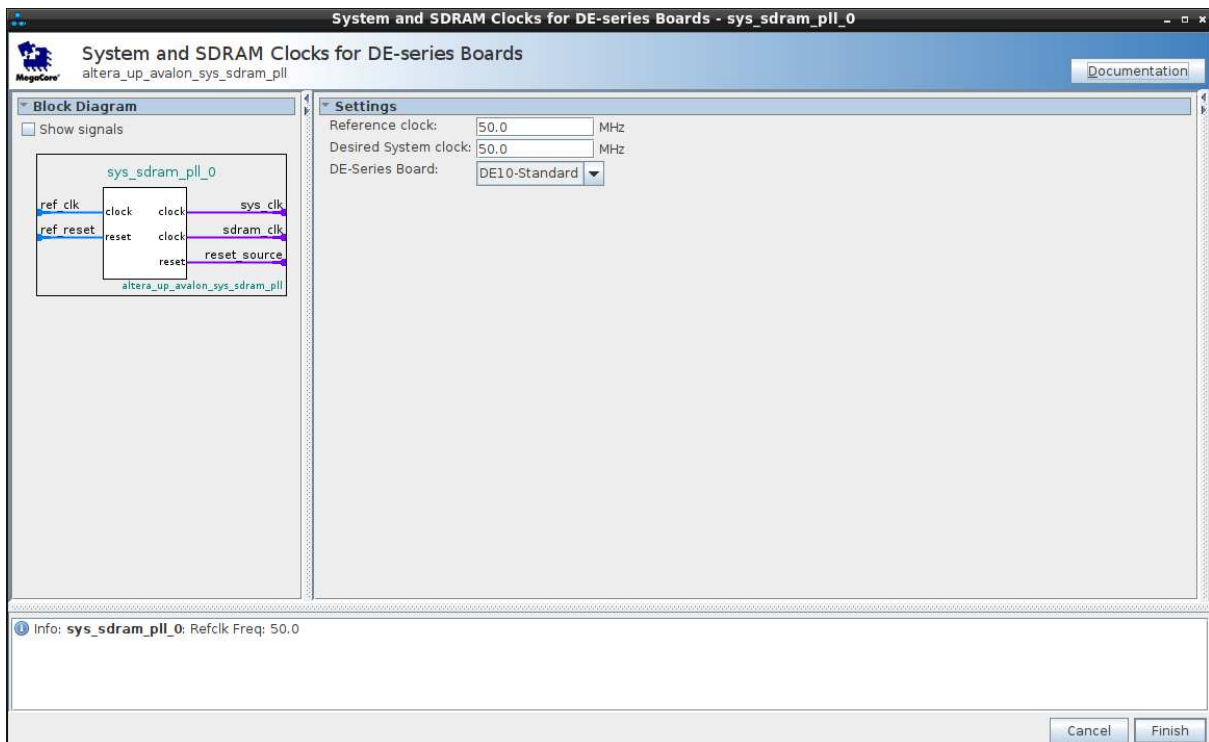 System and SDRAM Clocks for DE-series Boards - sys_sdram_pll_0
System and SDRAM Clocks for DE-series Boards
altera_up_avalon_sys_sdram_pll
MegaCore'
Documentation
Block Diagram
Show signals
sys_sdram_pll_0
ref_clk
clock
clock
sys_clk
ref_reset
reset
clock
sdram_clk
reset
reset_source
altera_up_avalon_sys_sdram_pll
Settings
Reference clock: 50.0 MHz
Desired System clock: 50.0 MHz
DE-Series Board: DE10-Standard
Info: sys_sdram_pll_0: Refclk Freq: 50.0
Cancel Finish